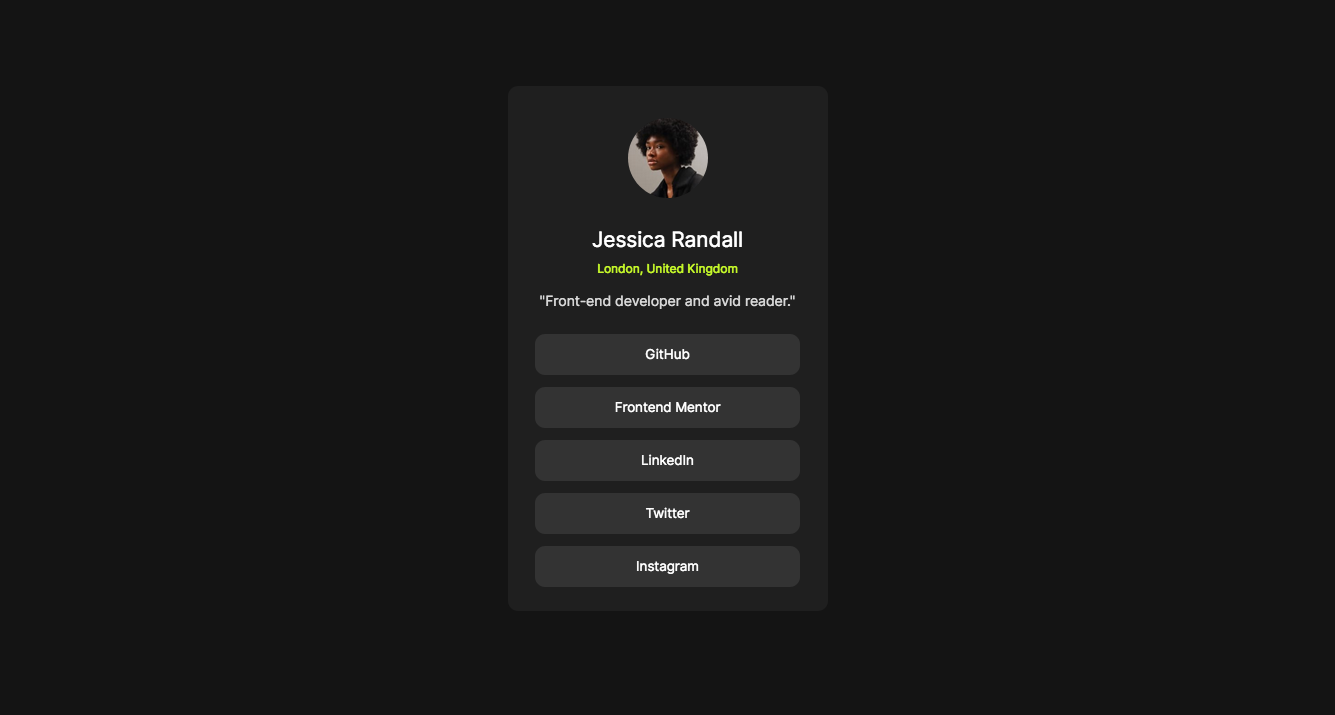 Jessica Randall
London, United Kingdom
"Front-end developer and avid reader."
GitHub
Frontend Mentor
LinkedIn
Twitter
Instagram